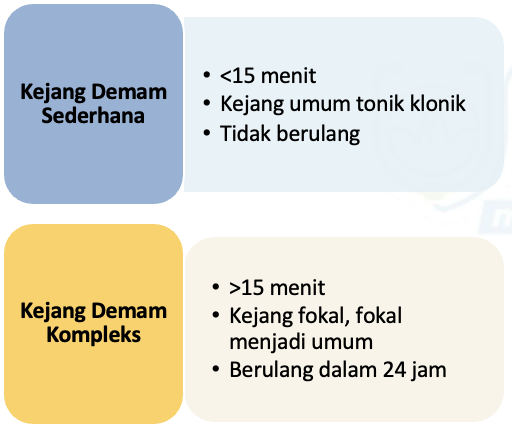 Kejang Demam
Sederhana
• <15 menit
• Kejang umum tonik klonik
• Tidak berulang
Kejang Demam
Kompleks
• >15 menit
• Kejang fokal, fokal
menjadi umum
• Berulang dalam 24 jam